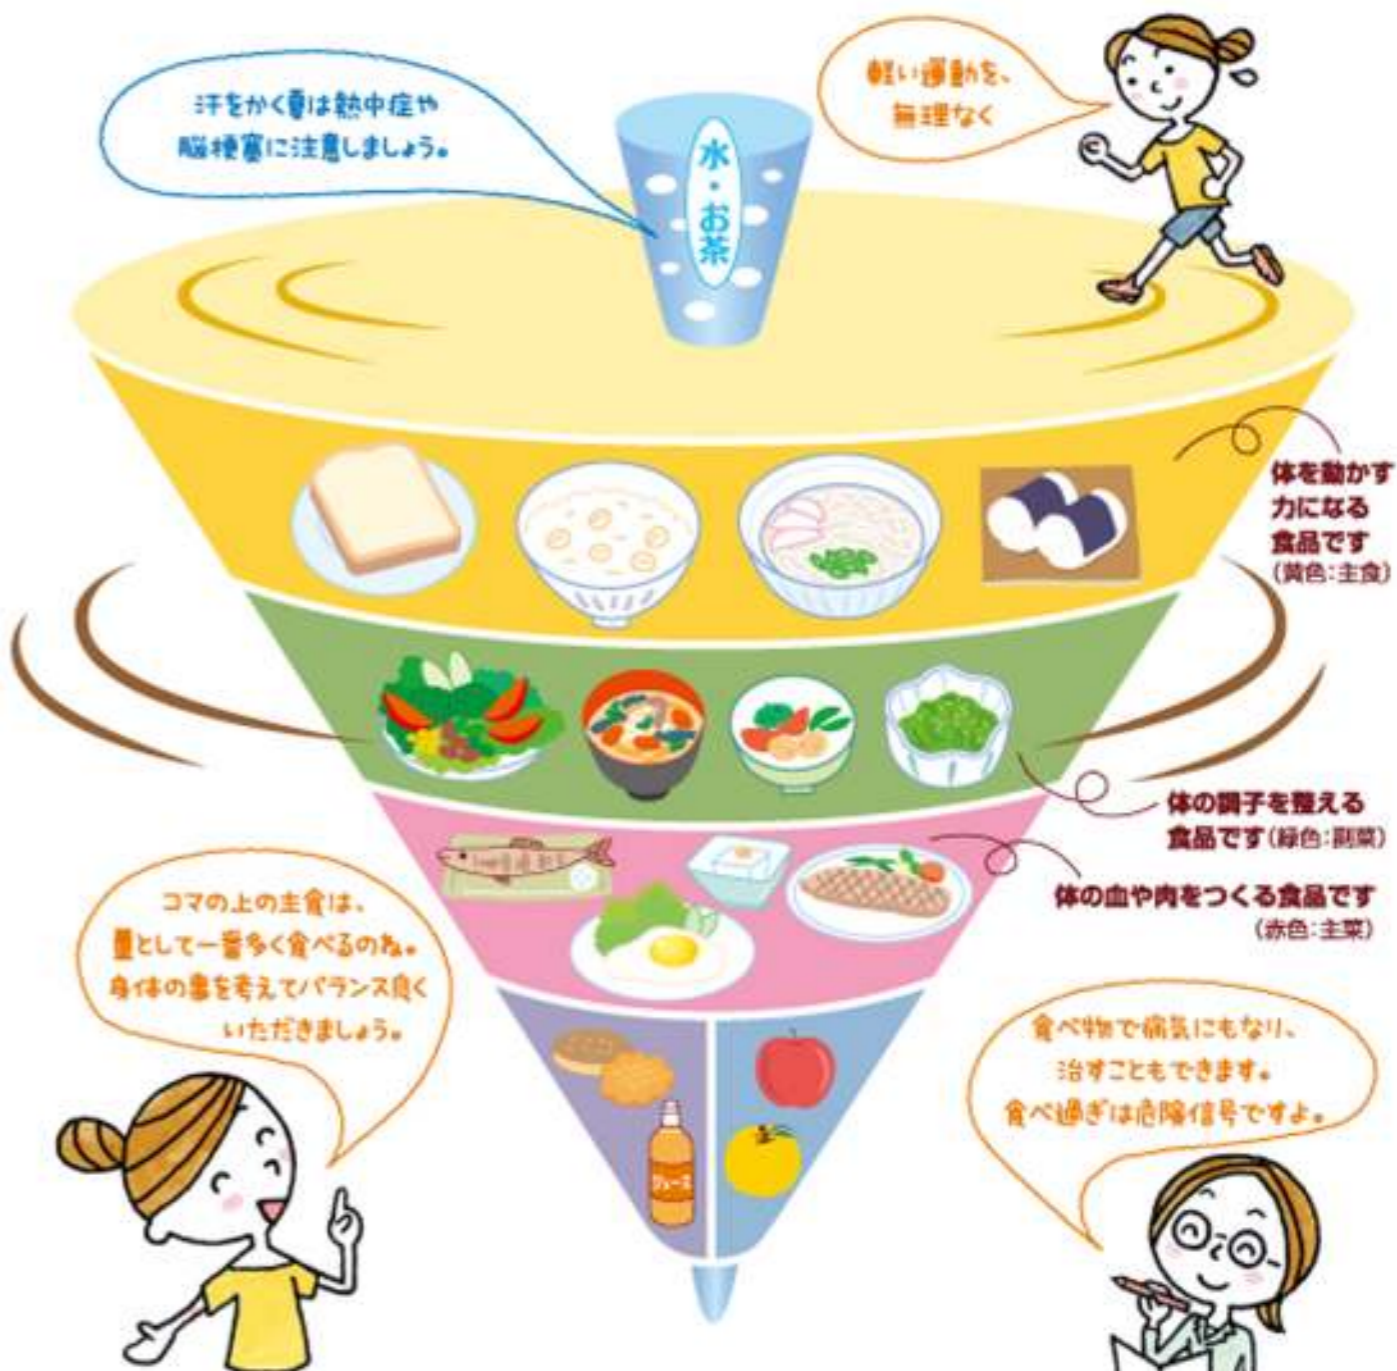 汗をかく夏は熱中症や
脳梗塞に注意しましょう。
軽い運動を、
無理なく
水・お茶
体を動かす
力になる
食品です
(黄色:主食)
体の調子を整える
食品です(緑色:副菜)
体の血や肉をつくる食品です
(赤色:主菜)
コマの上の主食は、
量として一番多く食べるのね。
身体の事を考えてバランス良く
いただきましょう。
食べ物で病気にもなり、
治すこともできます。
食べ過ぎは危険信号ですよ。
ジュース